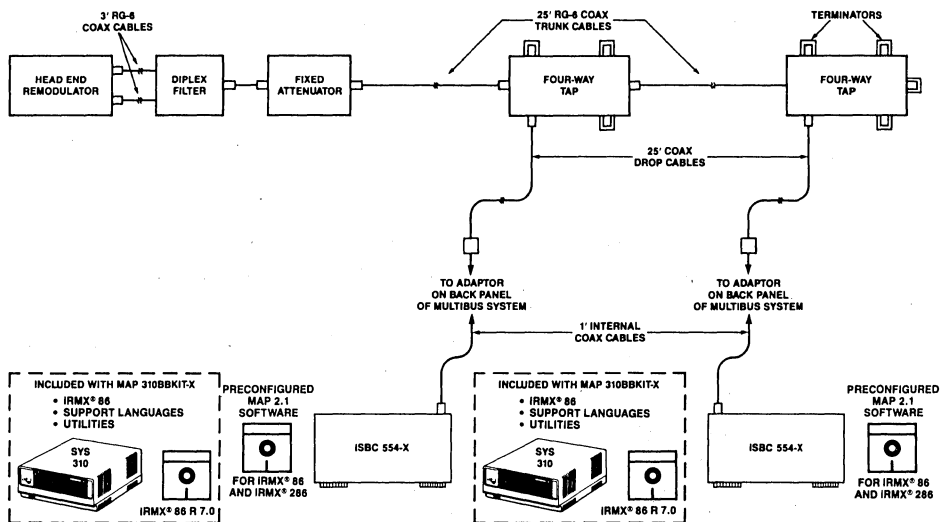 3' RG-6
COAX CABLES
25' RG-6 COAX
TRUNK CABLES
TERMINATORS
HEAD END
REMODULATOR
DIPLEX
FILTER
FIXED
ATTENUATOR
FOUR-WAY
TAP
FOUR-WAY
TAP
25' COAX
DROP CABLES
TO ADAPTOR
ON BACK PANEL
OF MULTIBUS SYSTEM
TO ADAPTOR
ON BACK PANEL
OF MULTIBUS SYSTEM
1' INTERNAL
COAX CABLES
INCLUDED WITH MAP 310BBKIT-X
• iRMX® 86
• SUPPORT LANGUAGES
• UTILITIES
SYS
310
iRMX® 86 R 7.0
PRECONFIGURED
MAP 2.1
SOFTWARE
FOR iRMX® 86
AND iRMX® 286
iSBC 554-X
INCLUDED WITH MAP 310BBKIT-X
• iRMX® 86
• SUPPORT LANGUAGES
• UTILITIES
SYS
310
iRMX® 86 R 7.0
iSBC 554-X
PRECONFIGURED
MAP 2.1
SOFTWARE
FOR iRMX® 86
AND iRMX® 286